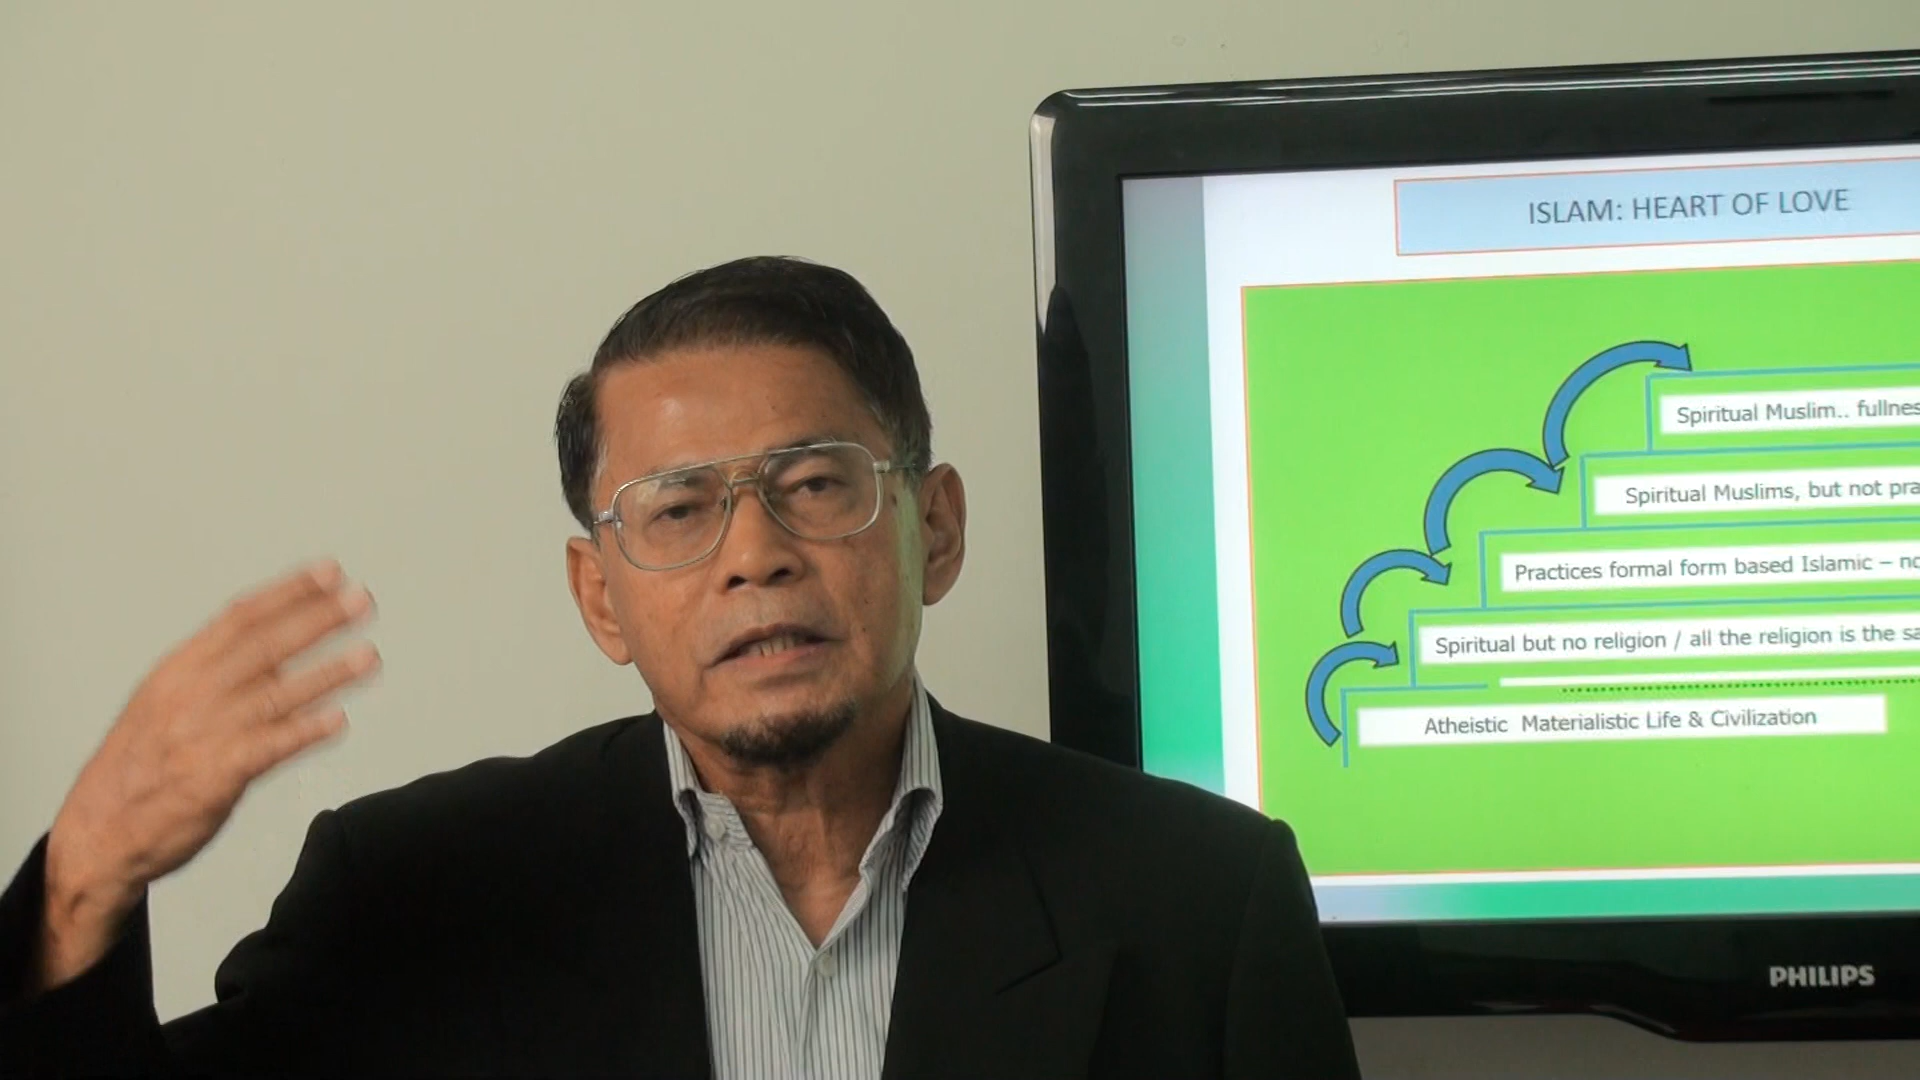 ISLAM: HEART OF LOVE
Spiritual Muslim.. fullnes
Spiritual Muslims, but not pra
Practices formal form based Islamic – no
Spiritual but no religion / all the religion is the sa
Atheistic Materialistic Life & Civilization
PHILIPS